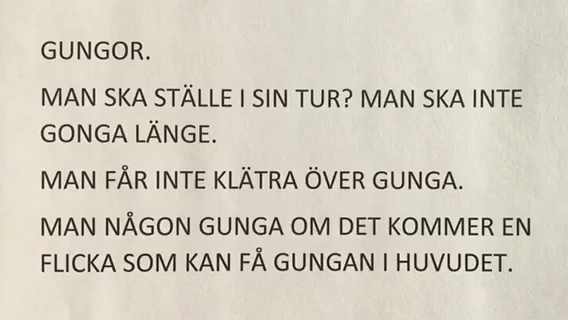 GUNGOR.
MAN SKA STÄLLE I SIN TUR? MAN SKA INTE
GONGA LÄNGE.
MAN FÅR INTE KLÄTRA ÖVER GUNGA.
MAN NÅGON GUNGA OM DET KOMMER EN
FLICKA SOM KAN FÅ GUNGAN I HUVUDET.